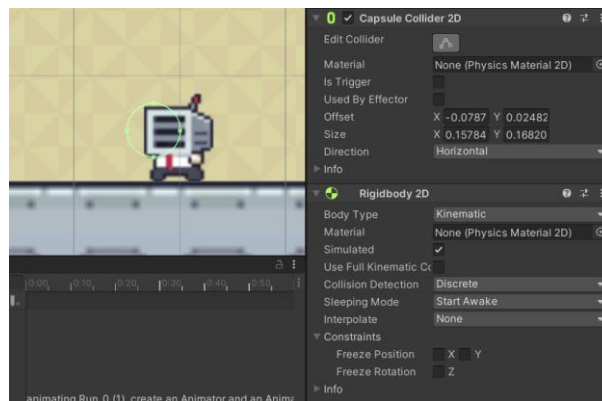 Capsule Collider 2D
Edit Collider
Material None (Physics Material 2D)
Is Trigger
Used By Effector
Offset X -0.0787 Y 0.02482
Size X 0.15784 Y 0.16820
Direction Horizontal
Info
Rigidbody 2D
Body Type Kinematic
Material None (Physics Material 2D)
Simulated
Use Full Kinematic Co
Collision Detection Discrete
Sleeping Mode Start Awake
Interpolate None
Constraints
Freeze Position X Y
Freeze Rotation Z
Info
0:00 0:10 0:20 0:30 0:40 0:50
animating Run_0 (1), create an Animator and an Anima